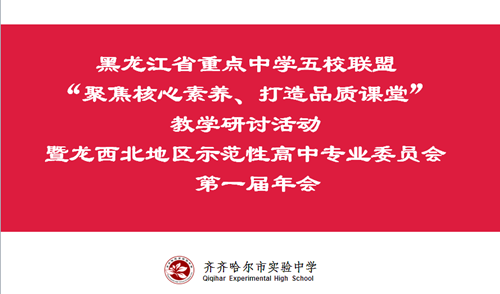 黑龙江省重点中学五校联盟
“聚焦核心素养、打造品质课堂”
教学研讨活动
暨龙西北地区示范性高中专业委员会
第一届年会
齐齐哈尔市实验中学
Qiqihar Experimental High School